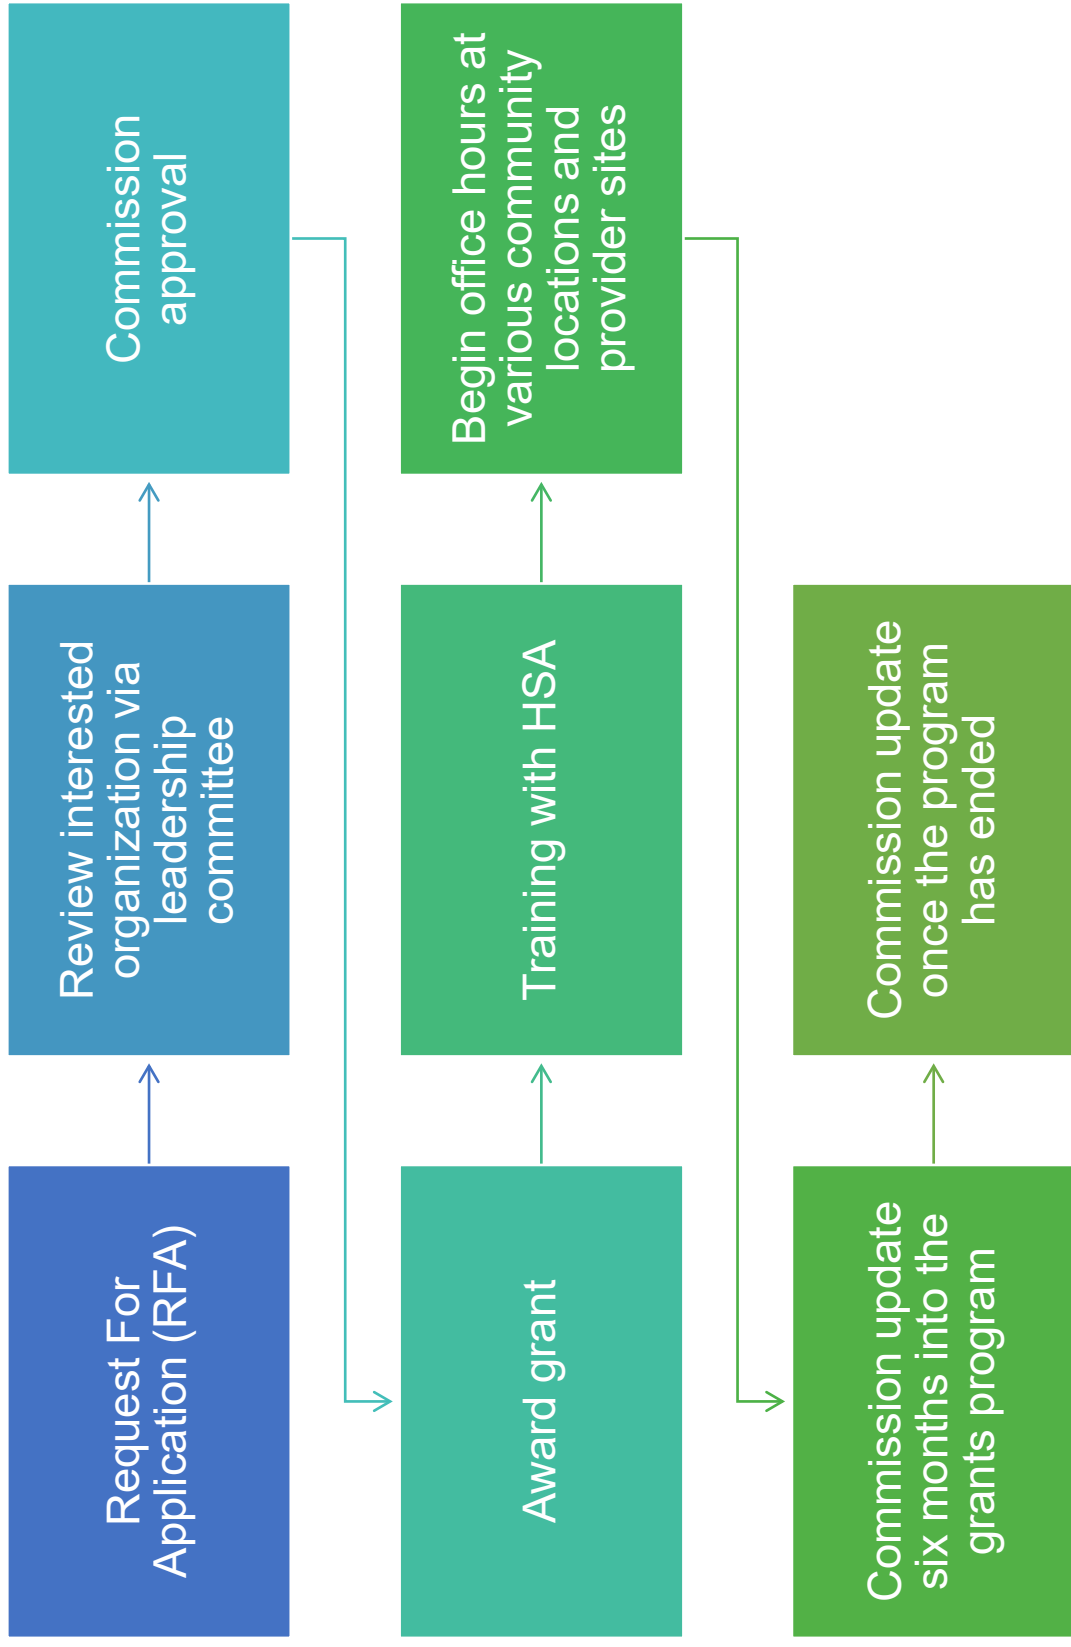 Request For
Application (RFA)
Review interested
organization via
leadership
committee
Commission
approval
Award grant
Training with HSA
Begin office hours at
various community
locations and
provider sites
Commission update
six months into the
grants program
Commission update
once the program
has ended